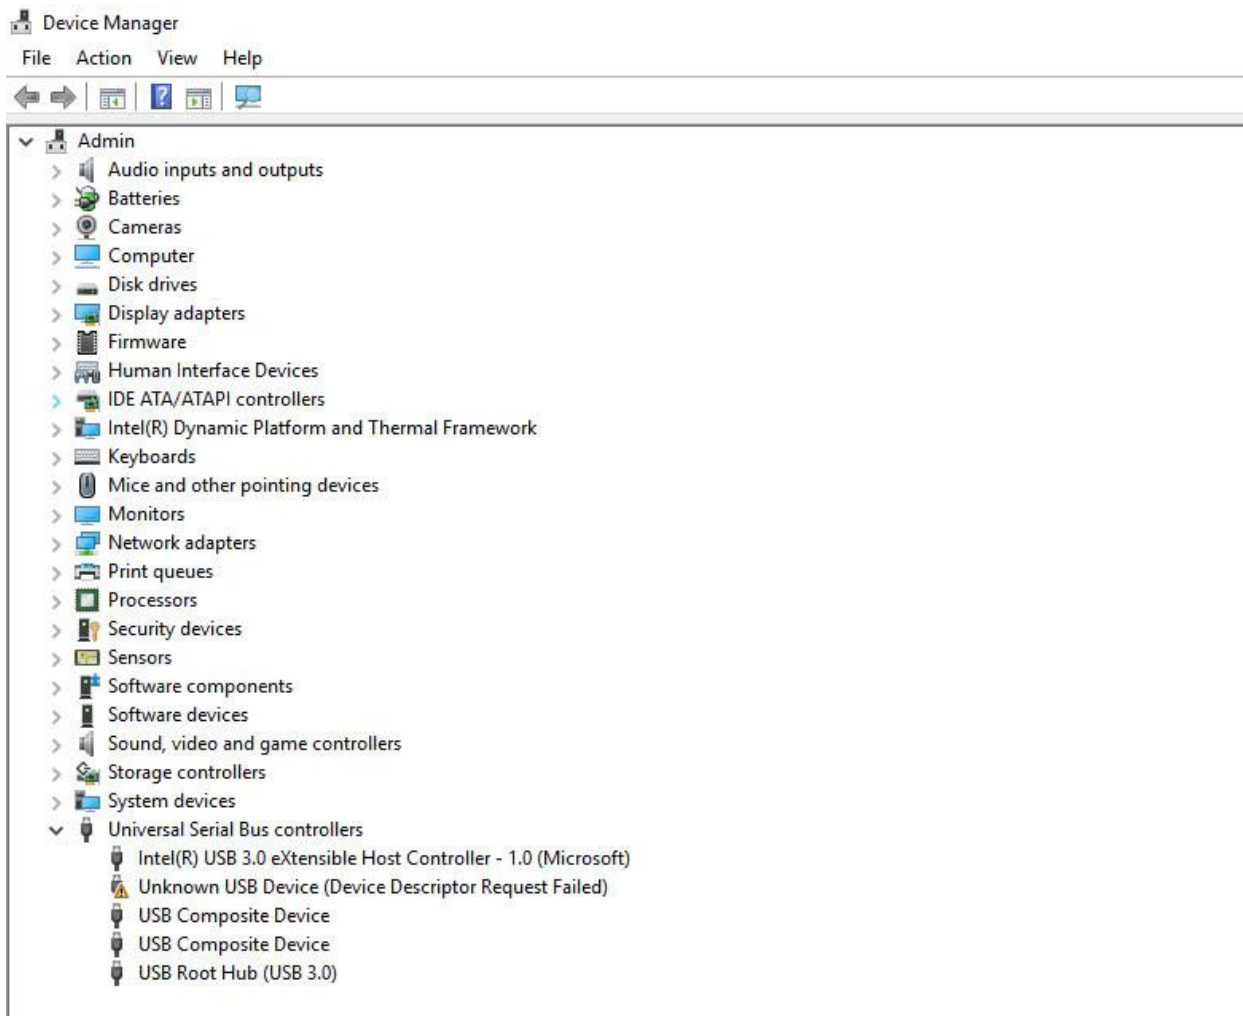 Device Manager
File Action View Help
Admin
Audio inputs and outputs
Batteries
Cameras
Computer
Disk drives
Display adapters
Firmware
Human Interface Devices
IDE ATA/ATAPI controllers
Intel(R) Dynamic Platform and Thermal Framework
Keyboards
Mice and other pointing devices
Monitors
Network adapters
Print queues
Processors
Security devices
Sensors
Software components
Software devices
Sound, video and game controllers
Storage controllers
System devices
Universal Serial Bus controllers
Intel(R) USB 3.0 eXtensible Host Controller - 1.0 (Microsoft)
Unknown USB Device (Device Descriptor Request Failed)
USB Composite Device
USB Composite Device
USB Root Hub (USB 3.0)